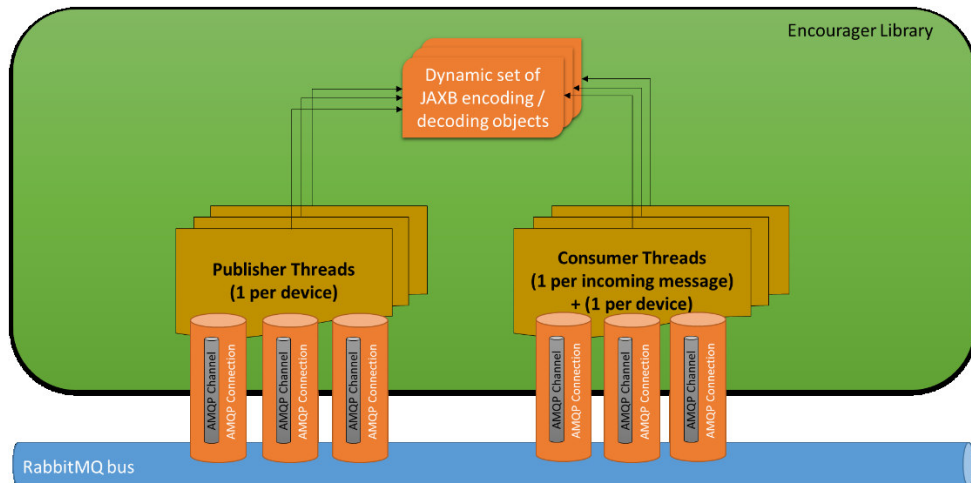 Encourager Library
Dynamic set of
JAXB encoding /
decoding objects
Publisher Threads
(1 per device)
Consumer Threads
(1 per incoming message)
+ (1 per device)
AMQP Channel
AMQP Connection
AMQP Channel
AMQP Connection
AMQP Channel
AMQP Connection
AMQP Channel
AMQP Connection
AMQP Channel
AMQP Connection
AMQP Channel
AMQP Connection
RabbitMQ bus